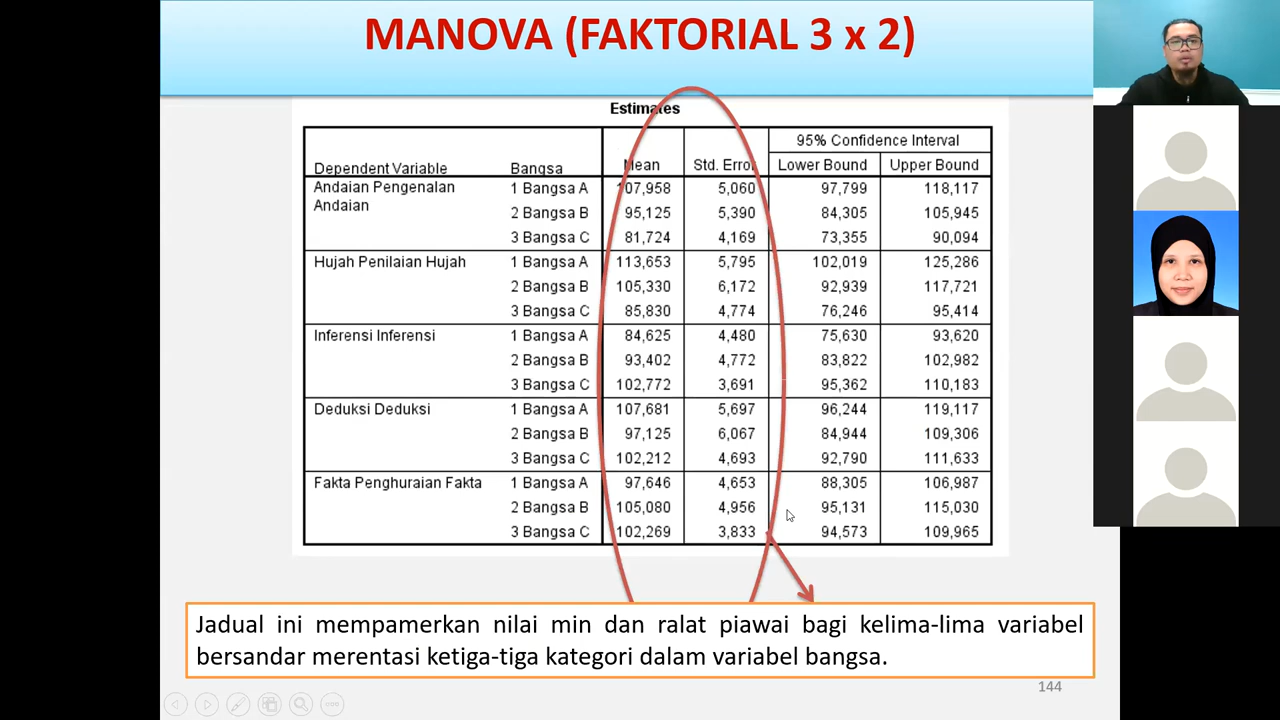 MANOVA (FAKTORIAL 3 x 2)
Estimates
95% Confidence Interval
Dependent Variable Bangsa Mean Std. Error Lower Bound Upper Bound
Andaian Pengenalan Andaian 1 Bangsa A 107,958 5,060 97,799 118,117
2 Bangsa B 95,125 5,390 84,305 105,945
3 Bangsa C 81,724 4,169 73,355 90,094
Hujah Penilaian Hujah 1 Bangsa A 113,653 5,795 102,019 125,286
2 Bangsa B 105,330 6,172 92,939 117,721
3 Bangsa C 85,830 4,774 76,246 95,414
Inferensi Inferensi 1 Bangsa A 84,625 4,480 75,630 93,620
2 Bangsa B 93,402 4,772 83,822 102,982
3 Bangsa C 102,772 3,691 95,362 110,183
Deduksi Deduksi 1 Bangsa A 107,681 5,697 96,244 119,117
2 Bangsa B 97,125 6,067 84,944 109,306
3 Bangsa C 102,212 4,693 92,790 111,633
Fakta Penghuraian Fakta 1 Bangsa A 97,646 4,653 88,305 106,987
2 Bangsa B 105,080 4,956 95,131 115,030
3 Bangsa C 102,269 3,833 94,573 109,965
Jadual ini mempamerkan nilai min dan ralat piawai bagi kelima-lima variabel
bersandar merentasi ketiga-tiga kategori dalam variabel bangsa.
144